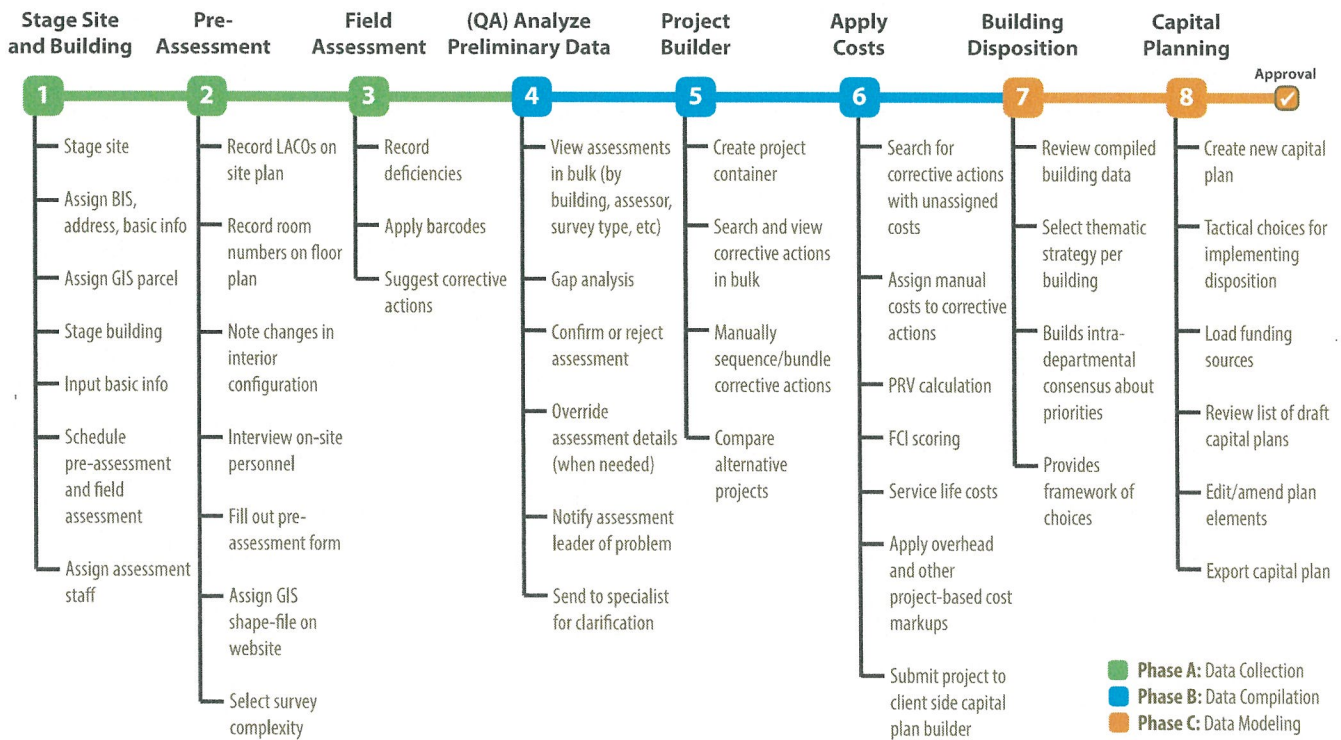 Stage Site
and Building
1
Stage site
Assign BIS,
address, basic info
Assign GIS parcel
Stage building
Input basic info
Schedule
pre-assessment
and field
assessment
Assign assessment
staff
Pre-
Assessment
2
Record LACOs on
site plan
Record room
numbers on floor
plan
Note changes in
interior
configuration
Interview on-site
personnel
Fill out pre-
assessment form
Assign GIS
shape-file on
website
Select survey
complexity
Field
Assessment
3
Record
deficiencies
Apply barcodes
Suggest corrective
actions
(QA) Analyze
Preliminary Data
4
View assessments
in bulk (by
building, assessor,
survey type, etc)
Gap analysis
Confirm or reject
assessment
Override
assessment details
(when needed)
Notify assessment
leader of problem
Send to specialist
for clarification
Project
Builder
5
Create project
container
Search and view
corrective actions
in bulk
Manually
sequence/bundle
corrective actions
Compare
alternative
projects
Apply
Costs
6
Search for
corrective actions
with unassigned
costs
Assign manual
costs to corrective
actions
PRV calculation
FCI scoring
Service life costs
Apply overhead
and other
project-based cost
markups
Submit project to
client side capital
plan builder
Building
Disposition
7
Review compiled
building data
Select thematic
strategy per
building
Builds intra-
departmental
consensus about
priorities
Provides
framework of
choices
Capital
Planning
8
Create new capital
plan
Tactical choices for
implementing
disposition
Load funding
sources
Review list of draft
capital plans
Edit/amend plan
elements
Export capital plan
Approval
Phase A: Data Collection
Phase B: Data Compilation
Phase C: Data Modeling